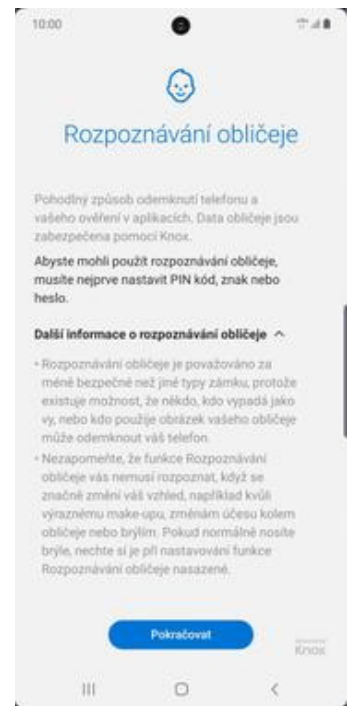 10:00
Rozpoznávání obličeje
Pohodlný způsob odemknutí telefonu a
vašeho ověření v aplikacích. Data obličeje jsou
zabezpečena pomocí Knox.
Abyste mohli použít rozpoznávání obličeje,
musíte nejprve nastavit PIN kód, znak nebo
heslo.
Další informace o rozpoznávání obličeje
• Rozpoznávání obličeje je považováno za
méně bezpečné než jiné typy zámku, protože
existuje možnost, že někdo, kdo vypadá jako
vy, nebo kdo použije obrázek vašeho obličeje
může odemknout váš telefon.
• Nezapomeňte, že funkce Rozpoznávání
obličeje vás nemusí rozpoznat, když se
značně změní váš vzhled, například kvůli
výraznému make-upu, změnám účesu kolem
obličeje nebo brýlím. Pokud normálně nosíte
brýle, nechte si je při nastavování funkce
Rozpoznávání obličeje nasazené.
Pokračovat
Knox